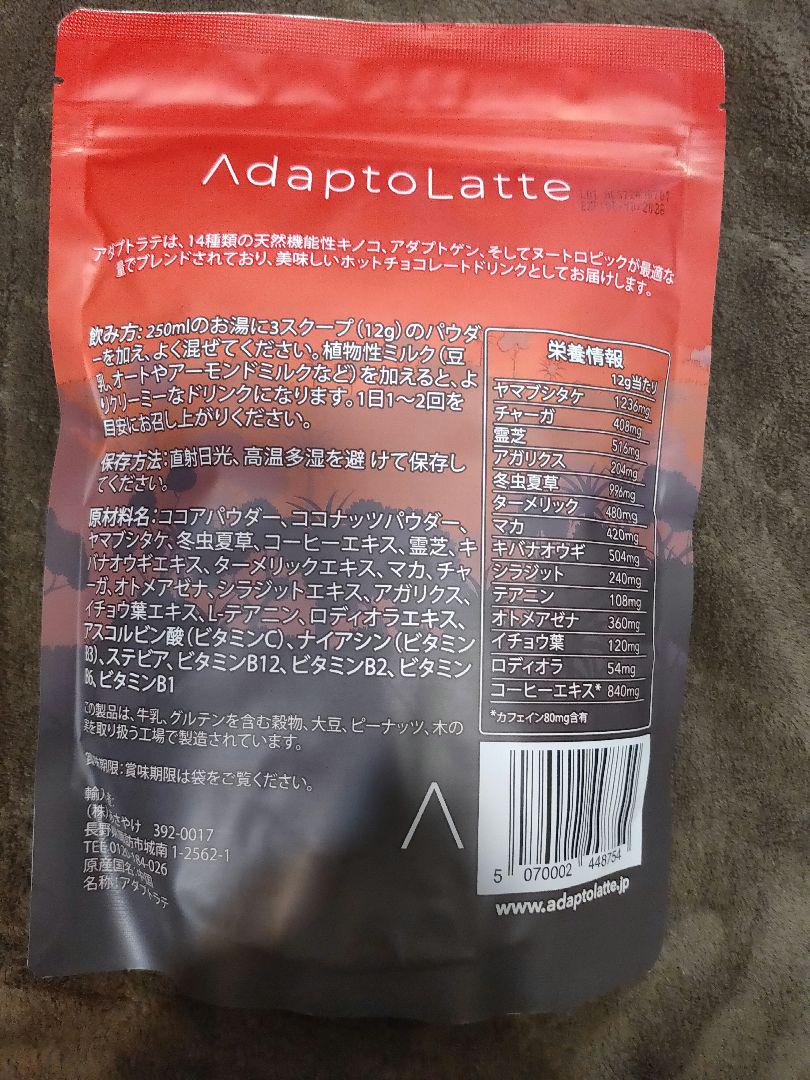 AdaptoLatte
アダプトラテは、14種類の天然機能性キノコ、アダプトゲン、そしてヌートロピックが最適な
量でブレンドされており、美味しいホットチョコレートドリンクとしてお届けします。
飲み方: 250mlのお湯に3スクープ(12g)のパウダ
ーを加え、よく混ぜてください。植物性ミルク(豆
乳、オートやアーモンドミルクなど)を加えると、よ
りクリーミーなドリンクになります。1日1〜2回を
目安にお召し上がりください。
保存方法:直射日光、高温多湿を避 けて保存し
てください。
原材料名:ココアパウダー、ココナッツパウダー、
ヤマブシタケ、冬虫夏草、コーヒーエキス、霊芝、キ
バナオウギエキス、ターメリックエキス、マカ、チャ
ーガ、オトメアゼナ、シラジットエキス、アガリクス、
イチョウ葉エキス、L-テアニン、ロディオラエキス、
アスコルビン酸(ビタミンC)、ナイアシン(ビタミン
B3)、ステビア、ビタミンB12、ビタミンB2、ビタミン
B6、ビタミンB1
この製品は、牛乳、グルテンを含む穀物、大豆、ピーナッツ、木の
実を取り扱う工場で製造されています。
賞味期限:賞味期限は袋をご覧ください。
輸入者:
(株)あさやけ 392-0017
長野県諏訪市城南 1-2562-1
TEL:0120-184-026
原産国名:中国
名称:アダプトラテ
栄養情報
12g当たり
ヤマブシタケ 1236mg
チャーガ 408mg
霊芝 516mg
アガリクス 204mg
冬虫夏草 996mg
ターメリック 480mg
マカ 420mg
キバナオウギ 504mg
シラジット 240mg
テアニン 108mg
オトメアゼナ 360mg
イチョウ葉 120mg
ロディオラ 54mg
コーヒーエキス* 840mg
*カフェイン80mg含有
5 070002 448754
www.adaptolatte.jp